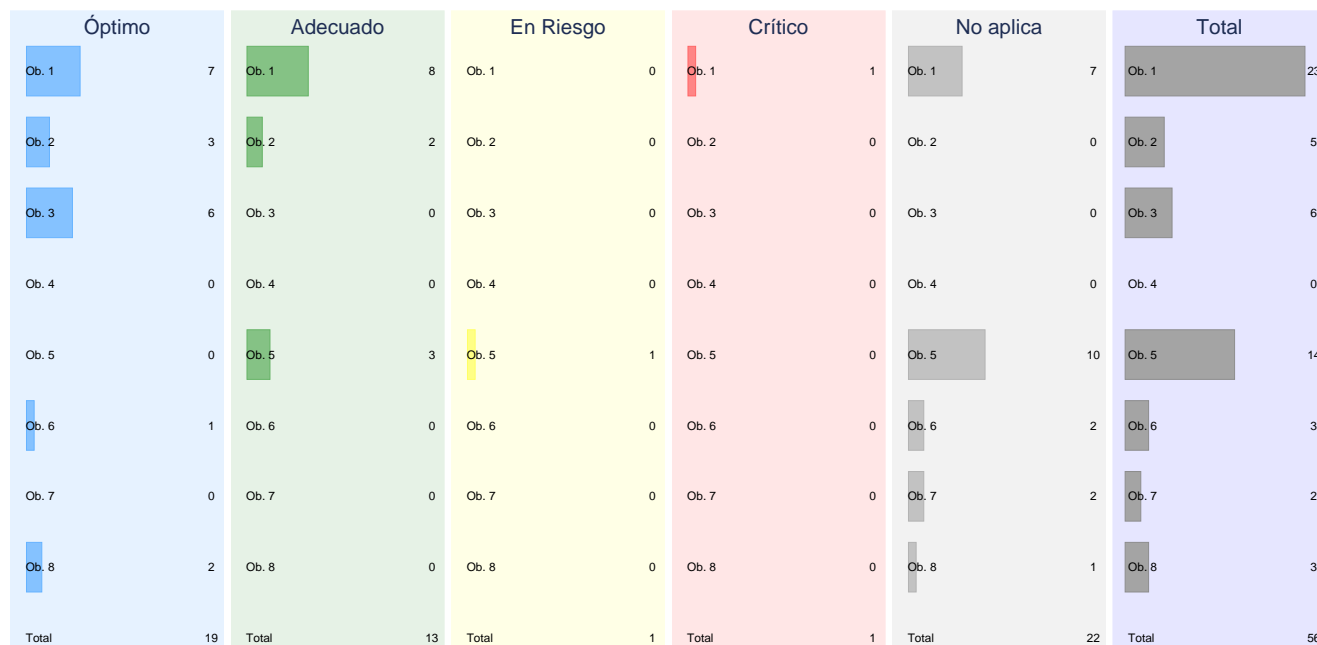 Óptimo Adecuado En Riesgo Crítico No aplica Total
Ob. 1 7 Ob. 1 8 Ob. 1 0 Ob. 1 1 Ob. 1 7 Ob. 1 23
Ob. 2 3 Ob. 2 2 Ob. 2 0 Ob. 2 0 Ob. 2 0 Ob. 2 5
Ob. 3 6 Ob. 3 0 Ob. 3 0 Ob. 3 0 Ob. 3 0 Ob. 3 6
Ob. 4 0 Ob. 4 0 Ob. 4 0 Ob. 4 0 Ob. 4 0 Ob. 4 0
Ob. 5 0 Ob. 5 3 Ob. 5 1 Ob. 5 0 Ob. 5 10 Ob. 5 14
Ob. 6 1 Ob. 6 0 Ob. 6 0 Ob. 6 0 Ob. 6 2 Ob. 6 3
Ob. 7 0 Ob. 7 0 Ob. 7 0 Ob. 7 0 Ob. 7 2 Ob. 7 2
Ob. 8 2 Ob. 8 0 Ob. 8 0 Ob. 8 0 Ob. 8 1 Ob. 8 3
Total 19 Total 13 Total 1 Total 1 Total 22 Total 56